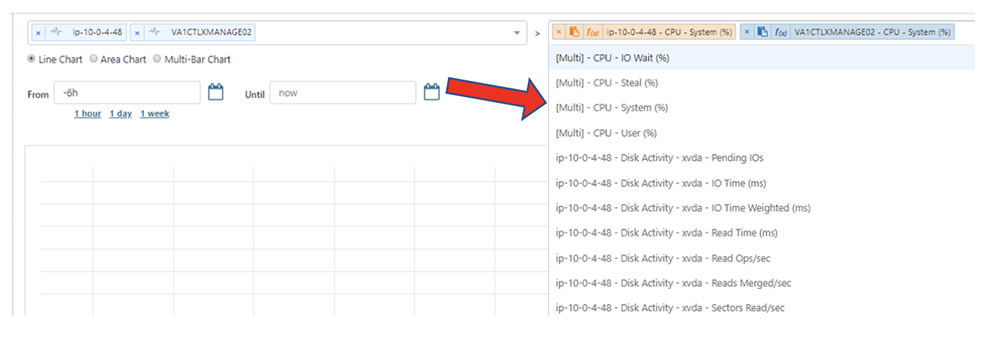 × ip-10-0-4-48 × VA1CTLXMANAGE02 > × f(x) ip-10-0-4-48 - CPU - System (%) × f(x) VA1CTLXMANAGE02 - CPU - System (%)
Line Chart Area Chart Multi-Bar Chart
From -6h Until now
1 hour 1 day 1 week
[Multi] - CPU - IO Wait (%)
[Multi] - CPU - Steal (%)
[Multi] - CPU - System (%)
[Multi] - CPU - User (%)
ip-10-0-4-48 - Disk Activity - xvda - Pending IOs
ip-10-0-4-48 - Disk Activity - xvda - IO Time (ms)
ip-10-0-4-48 - Disk Activity - xvda - IO Time Weighted (ms)
ip-10-0-4-48 - Disk Activity - xvda - Read Time (ms)
ip-10-0-4-48 - Disk Activity - xvda - Read Ops/sec
ip-10-0-4-48 - Disk Activity - xvda - Reads Merged/sec
ip-10-0-4-48 - Disk Activity - xvda - Sectors Read/sec